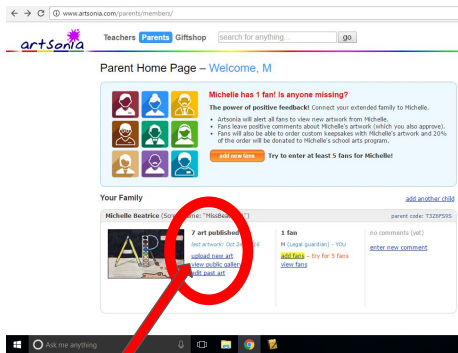 www.artsonia.com/parents/members/
artsonia
Teachers Parents Giftshop search for anything... go
Parent Home Page – Welcome, M
Michelle has 1 fan! Is anyone missing?
The power of positive feedback! Connect your extended family to Michelle.
• Artsonia will alert all fans to view new artwork from Michelle.
• Fans leave positive comments about Michelle's artwork (which you also approve).
• Fans will also be able to order custom keepsakes with Michelle's artwork and 20%
of the order will be donated to Michelle's school arts program.
add new fans Try to enter at least 5 fans for Michelle!
Your Family add another child
Michelle Beatrice (Screen name: parent code:
7 art published 1 fan no comments (yet)
last artwork: Oct M (Legal guardian) - YOU
upload new art add fans – try for 5 fans enter new comment
view public gallery view fans
edit past art
ART
Ask me anything